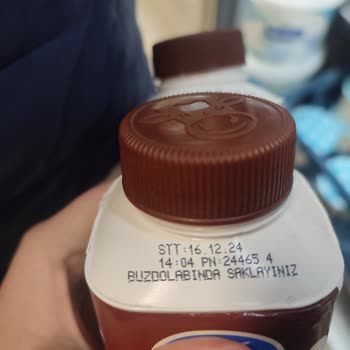 STT:16.12.24
14:04 PN:24465 4
BUZDOLABINDA SAKLAYINIZ